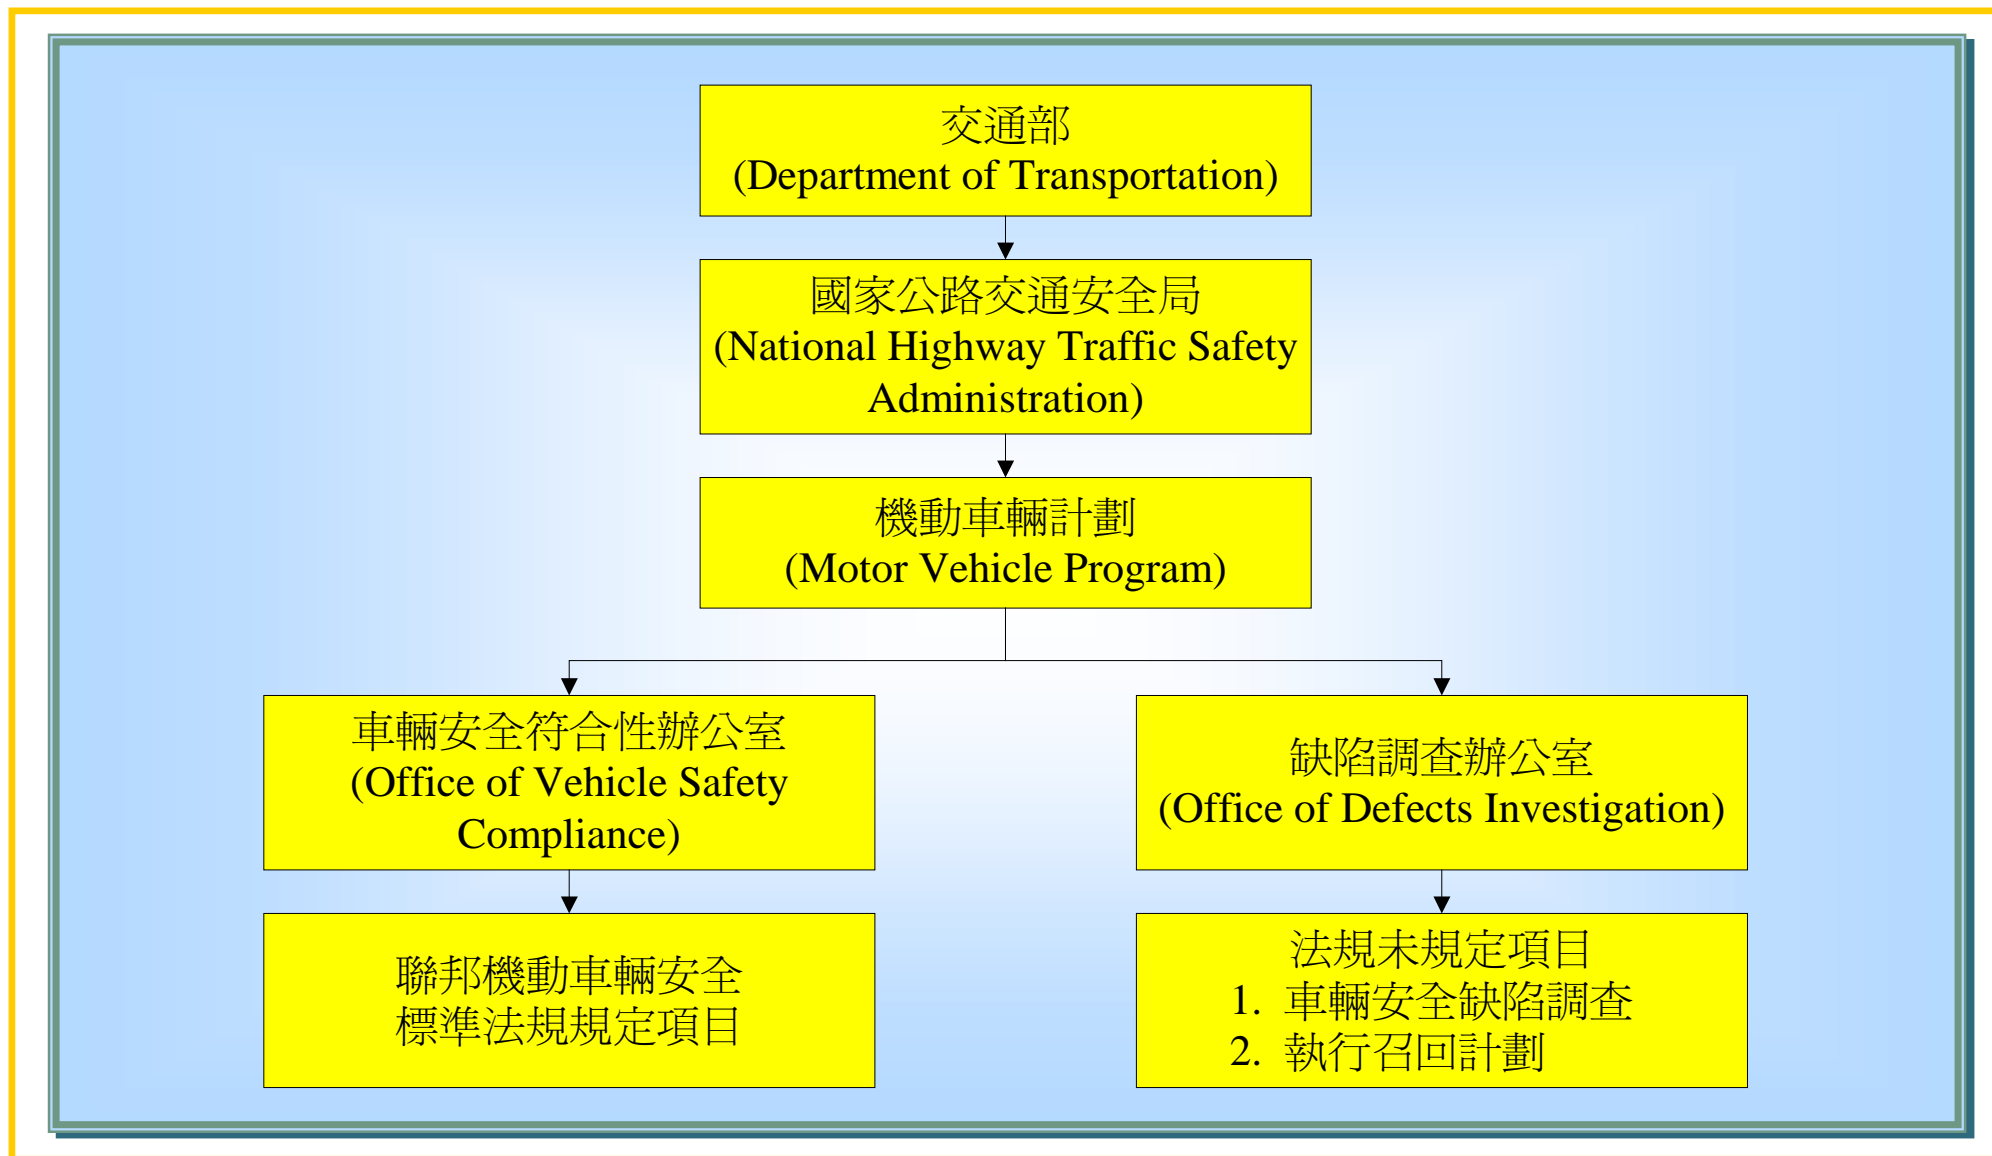 交通部
(Department of Transportation)
國家公路交通安全局
(National Highway Traffic Safety
Administration)
機動車輛計劃
(Motor Vehicle Program)
車輛安全符合性辦公室
(Office of Vehicle Safety
Compliance)
缺陷調查辦公室
(Office of Defects Investigation)
聯邦機動車輛安全
標準法規規定項目
法規未規定項目
1. 車輛安全缺陷調查
2. 執行召回計劃